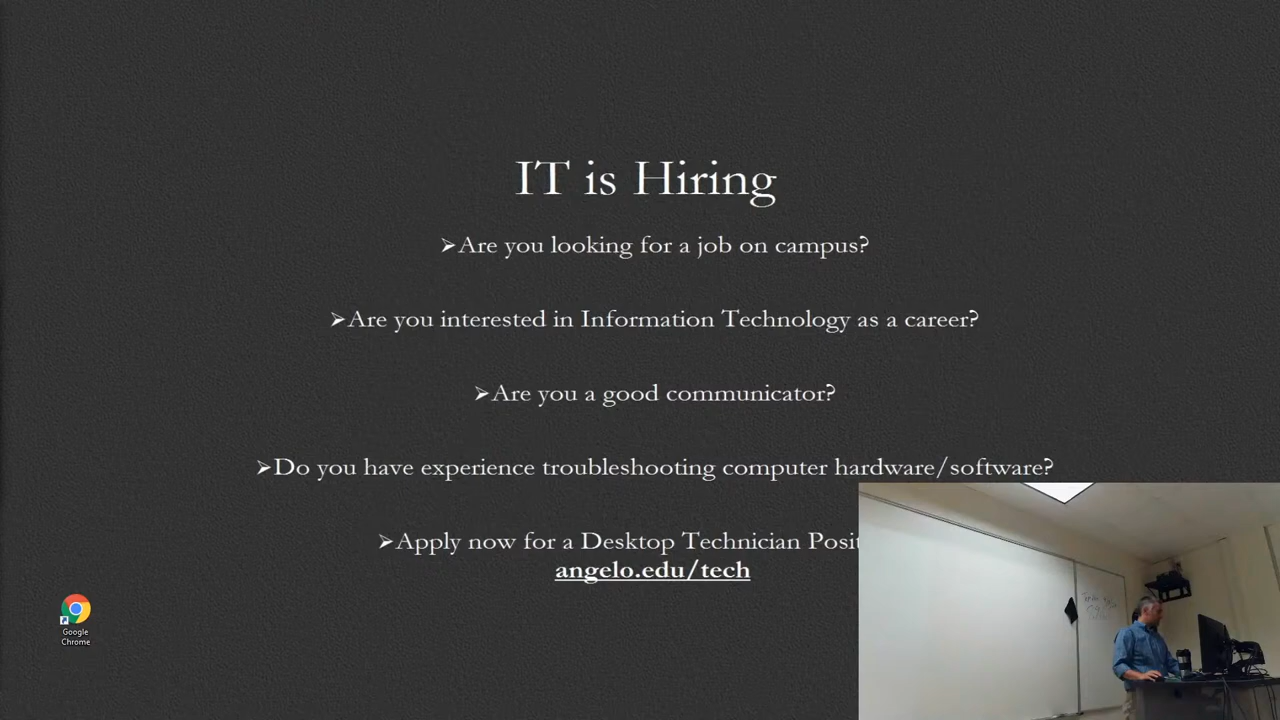 IT is Hiring
➢Are you looking for a job on campus?
➢Are you interested in Information Technology as a career?
➢Are you a good communicator?
➢Do you have experience troubleshooting computer hardware/software?
➢Apply now for a Desktop Technician Posit
angelo.edu/tech
Google
Chrome